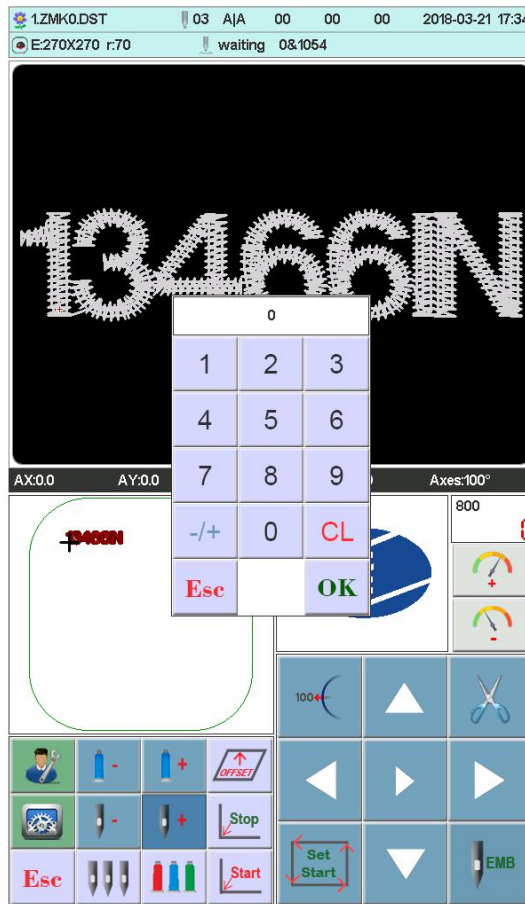 1.ZMK0.DST 03 A|A 00 00 00 2018-03-21 17:34
E:270X270 r:70 waiting 0&1054
13466N
0
1 2 3
4 5 6
7 8 9
-/+ 0 CL
Esc OK
AX:0.0 AY:0.0 Axes:100°
13466N
800
+
-
100
- + OFFSET
- + Stop
Esc Start
Set
Start
EMB